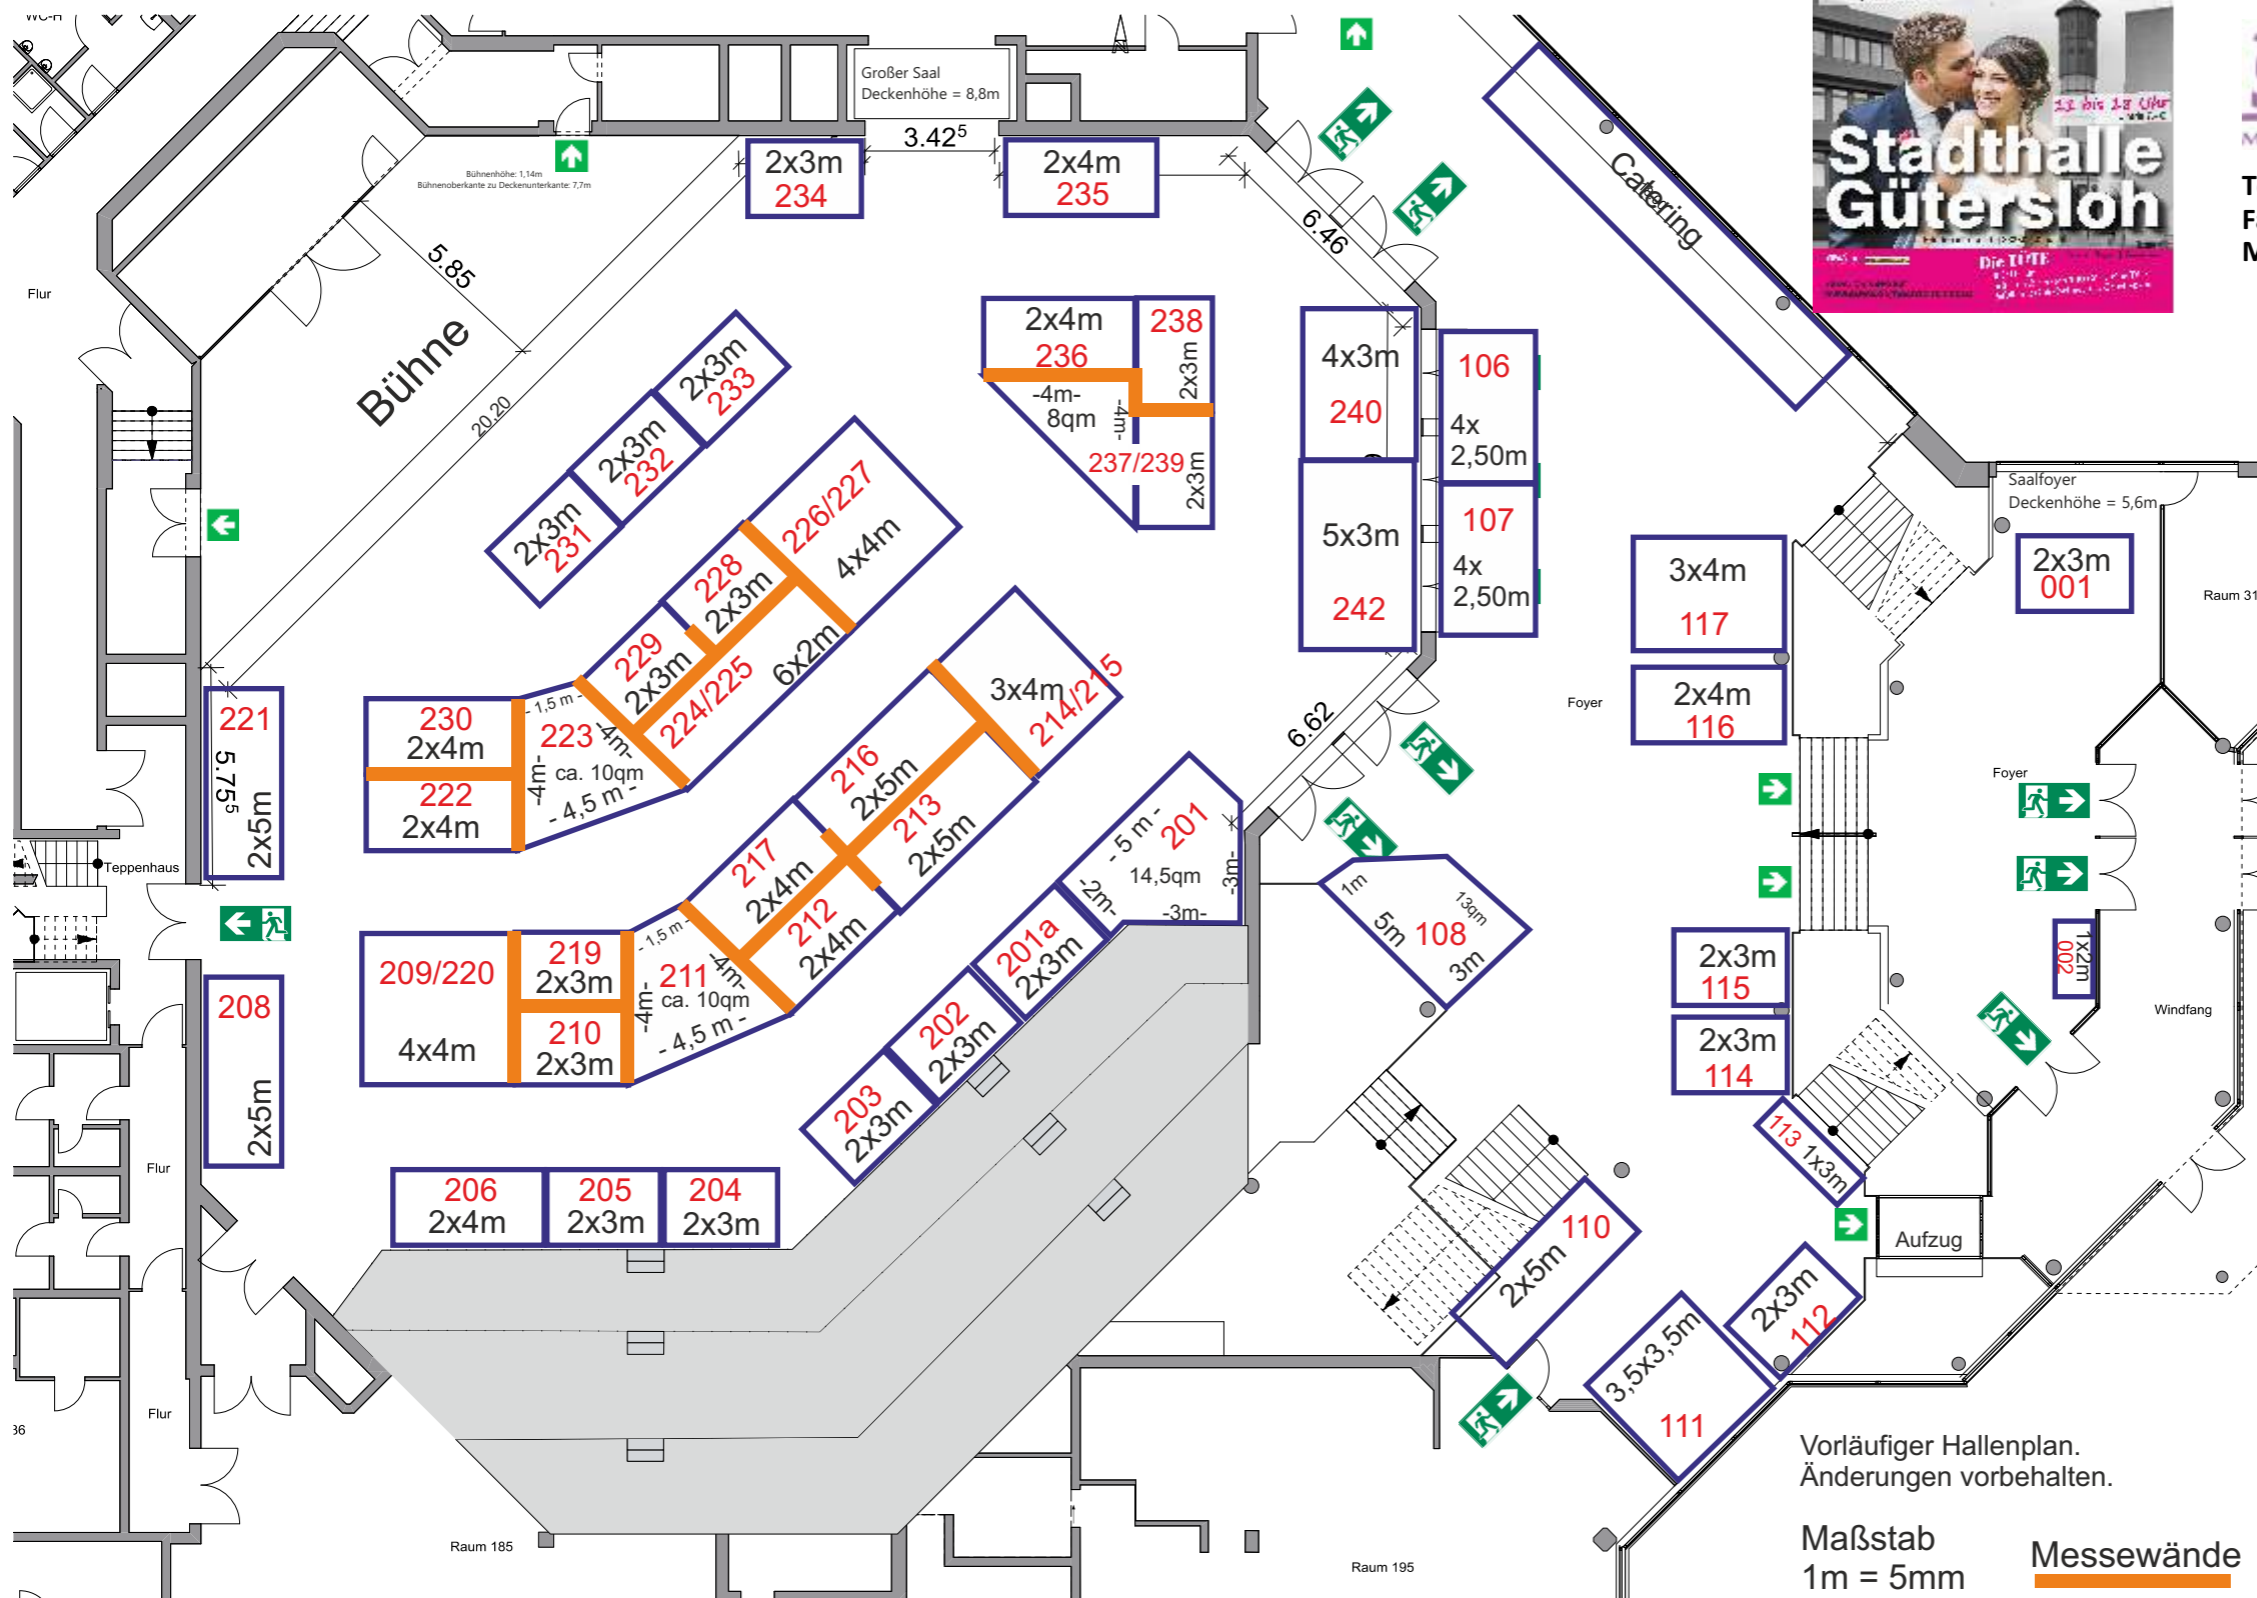 WC-H
Großer Saal
Deckenhöhe = 8,8m
3.42⁵
Bühnenhöhe: 1,14m
Bühnenoberkante zu Deckenunterkante: 7,7m
2x3m
234
2x4m
235
6.46
Catering
12 bis 18 Uhr
Stadthalle
Gütersloh
Die TÜTE
Flur
5.85
Bühne
20,20
2x3m
233
2x3m
232
2x3m
231
2x4m
236
238
2x3m
-4m-
8qm
-4m-
237/239
2x3m
4x3m
240
5x3m
242
106
4x
2,50m
107
4x
2,50m
Saalfoyer
Deckenhöhe = 5,6m
2x3m
001
Raum 31
3x4m
117
2x4m
116
Foyer
Foyer
226/227
4x4m
228
2x3m
229
2x3m
224/225
6x2m
230
2x4m
222
2x4m
- 1,5 m -
223
-4m-
-4m-
ca. 10qm
- 4,5 m -
221
5.75⁵
2x5m
Teppenhaus
3x4m
214/215
216
2x5m
213
2x5m
217
2x4m
212
2x4m
6.62
- 5 m -
201
14,5qm
-2m-
-3m-
-3m-
201a
2x3m
202
2x3m
203
2x3m
209/220
4x4m
219
2x3m
210
2x3m
- 1,5 m -
211
-4m-
-4m-
ca. 10qm
- 4,5 m -
208
2x5m
1m
13qm
5m
108
3m
2x3m
115
2x3m
114
113 1x3m
1x2m
002
Windfang
Flur
206
2x4m
205
2x3m
204
2x3m
110
2x5m
Aufzug
2x3m
112
3,5x3,5m
111
Flur
36
Raum 185
Raum 195
Vorläufiger Hallenplan.
Änderungen vorbehalten.
Maßstab
1m = 5mm
Messewände